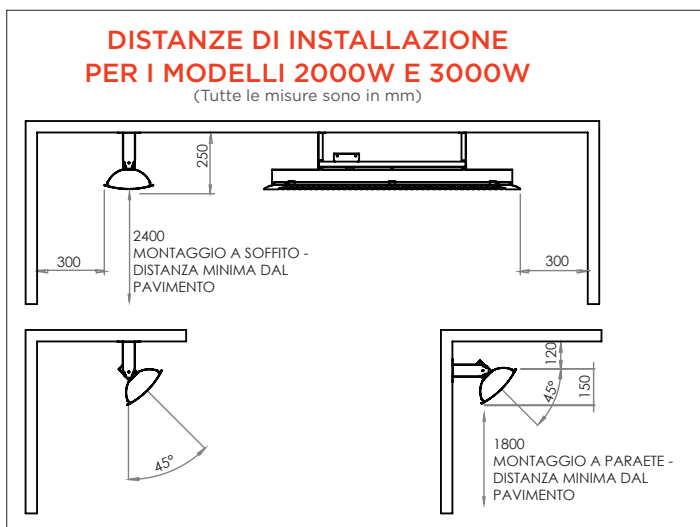 DISTANZE DI INSTALLAZIONE
PER I MODELLI 2000W E 3000W
(Tutte le misure sono in mm)
250
300
2400
MONTAGGIO A SOFFITO -
DISTANZA MINIMA DAL
PAVIMENTO
300
45°
120
45°
150
1800
MONTAGGIO A PARAETE -
DISTANZA MINIMA DAL
PAVIMENTO